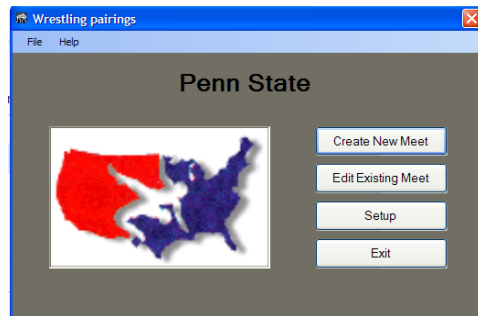 Wrestling pairings
File Help
Penn State
Create New Meet
Edit Existing Meet
Setup
Exit